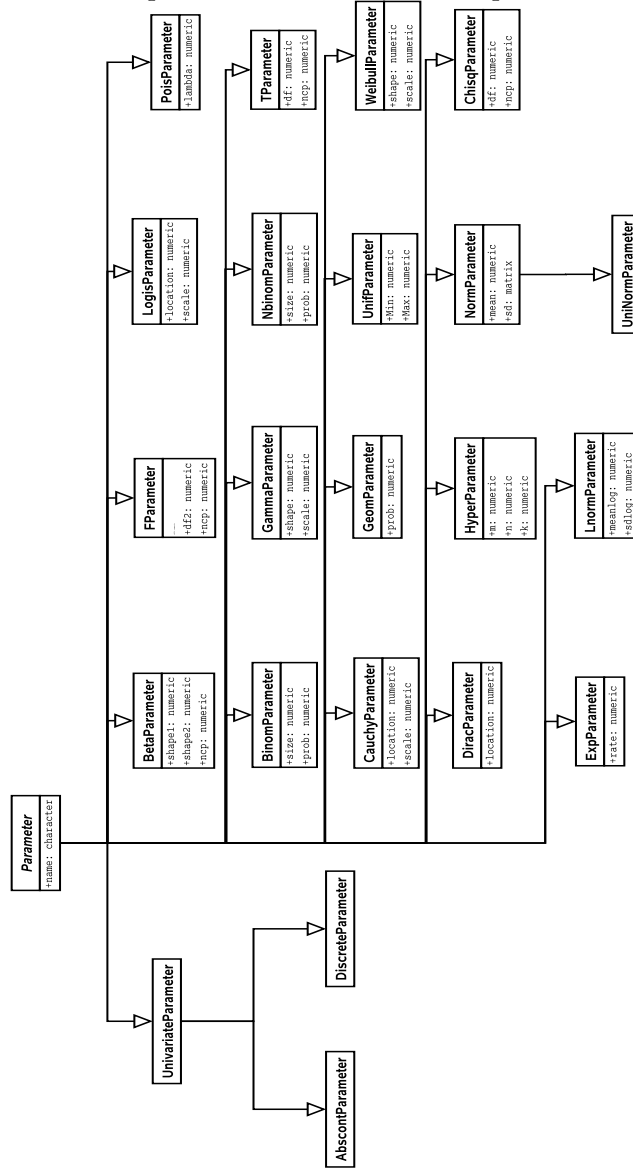 Parameter
+name: character
UnivariateParameter
BetaParameter
+shape1: numeric
+shape2: numeric
+ncp: numeric
FParameter
+df2: numeric
+ncp: numeric
LogisParameter
+location: numeric
+scale: numeric
PoisParameter
+lambda: numeric
BinomParameter
+size: numeric
+prob: numeric
GammaParameter
+shape: numeric
+scale: numeric
NbinomParameter
+size: numeric
+prob: numeric
TParameter
+df: numeric
+ncp: numeric
AbscontParameter
DiscreteParameter
CauchyParameter
+location: numeric
+scale: numeric
GeomParameter
+prob: numeric
UnifParameter
+Min: numeric
+Max: numeric
WeibullParameter
+shape: numeric
+scale: numeric
DiracParameter
+location: numeric
HyperParameter
+m: numeric
+n: numeric
+k: numeric
NormParameter
+mean: numeric
+sd: matrix
ChisqParameter
+df: numeric
+ncp: numeric
ExpParameter
+rate: numeric
LnormParameter
+meanlog: numeric
+sdlog: numeric
UniNormParameter